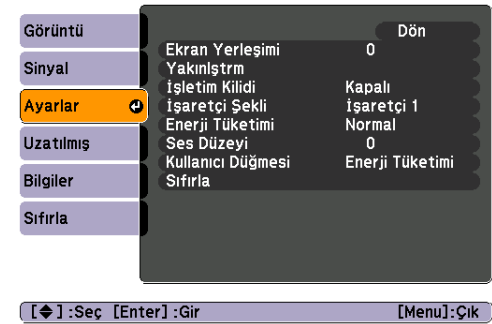 Görüntü
Sinyal
Ayarlar
Uzatılmış
Bilgiler
Sıfırla
Dön
Ekran Yerleşimi 0
Yakınlştrm
İşletim Kilidi Kapalı
İşaretçi Şekli İşaretçi 1
Enerji Tüketimi Normal
Ses Düzeyi 0
Kullanıcı Düğmesi Enerji Tüketimi
Sıfırla
[◆] :Seç [Enter] :Gir [Menu]:Çık